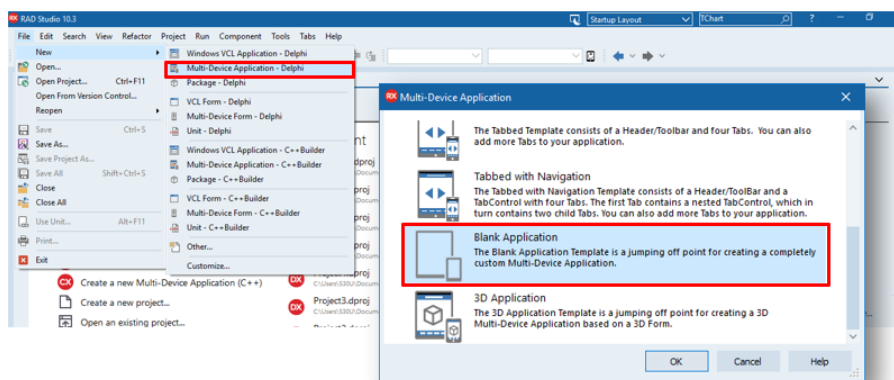 RX RAD Studio 10.3
Startup Layout
TChart
File Edit Search View Refactor Project Run Component Tools Tabs Help
New
Open...
Open Project... Ctrl+F11
Open From Version Control...
Reopen
Save Ctrl+S
Save As...
Save Project As...
Save All Shift+Ctrl+S
Close
Close All
Use Unit... Alt+F11
Print...
Exit
Windows VCL Application - Delphi
Multi-Device Application - Delphi
Package - Delphi
VCL Form - Delphi
Multi-Device Form - Delphi
Unit - Delphi
Windows VCL Application - C++Builder
Multi-Device Application - C++Builder
Package - C++Builder
VCL Form - C++Builder
Multi-Device Form - C++Builder
Unit - C++Builder
Other...
Customize...
CX Create a new Multi-Device Application (C++)
Create a new project...
Open an existing project...
DX Project3.dproj
RX Multi-Device Application
The Tabbed Template consists of a Header/Toolbar and four Tabs. You can also
add more Tabs to your application.
Tabbed with Navigation
The Tabbed with Navigation Template consists of a Header/ToolBar and a
TabControl with four Tabs. The first Tab contains a nested TabControl, which in
turn contains two child Tabs. You can also add more Tabs to your application.
Blank Application
The Blank Application Template is a jumping off point for creating a completely
custom Multi-Device Application.
3D Application
The 3D Application Template is a jumping off point for creating a 3D
Multi-Device Application based on a 3D Form.
OK Cancel Help